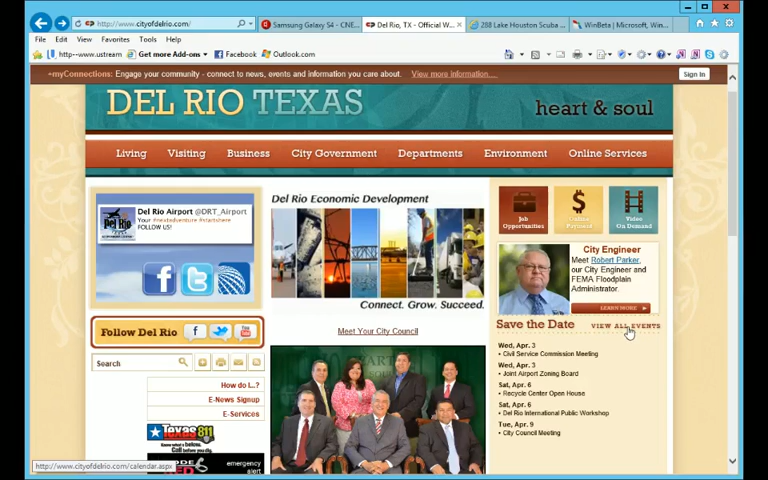 http://www.cityofdelrio.com/
Samsung Galaxy S4 - CNE...
Del Rio, TX - Official W...
288 Lake Houston Scuba ...
WinBeta | Microsoft, Win...
File Edit View Favorites Tools Help
http--www.ustream
Get more Add-ons
Facebook
Outlook.com
Page
Safety
Tools
myConnections: Engage your community - connect to news, events and information you care about.
View more information...
Sign In
DEL RIO TEXAS
heart & soul
Living
Visiting
Business
City Government
Departments
Environment
Online Services
Del Rio Airport @DRT_Airport
FOLLOW US!
Del Rio
Follow Del Rio
You Tube
Search
How do I...?
E-News Signup
E-Services
Texas811
Know what's below.
Call before you dig.
emergency
alert
Del Rio Economic Development
Connect. Grow. Succeed.
Meet Your City Council
Job Opportunities
Online Payment
Video On Demand
City Engineer
Meet Robert Parker,
our City Engineer and
FEMA Floodplain
Administrator.
LEARN MORE
Save the Date
VIEW ALL EVENTS
Wed, Apr. 3
· Civil Service Commission Meeting
Wed, Apr. 3
· Joint Airport Zoning Board
Sat, Apr. 6
· Recycle Center Open House
Sat, Apr. 6
· Del Rio International Public Workshop
Tue, Apr. 9
· City Council Meeting
http://www.cityofdelrio.com/calendar.aspx